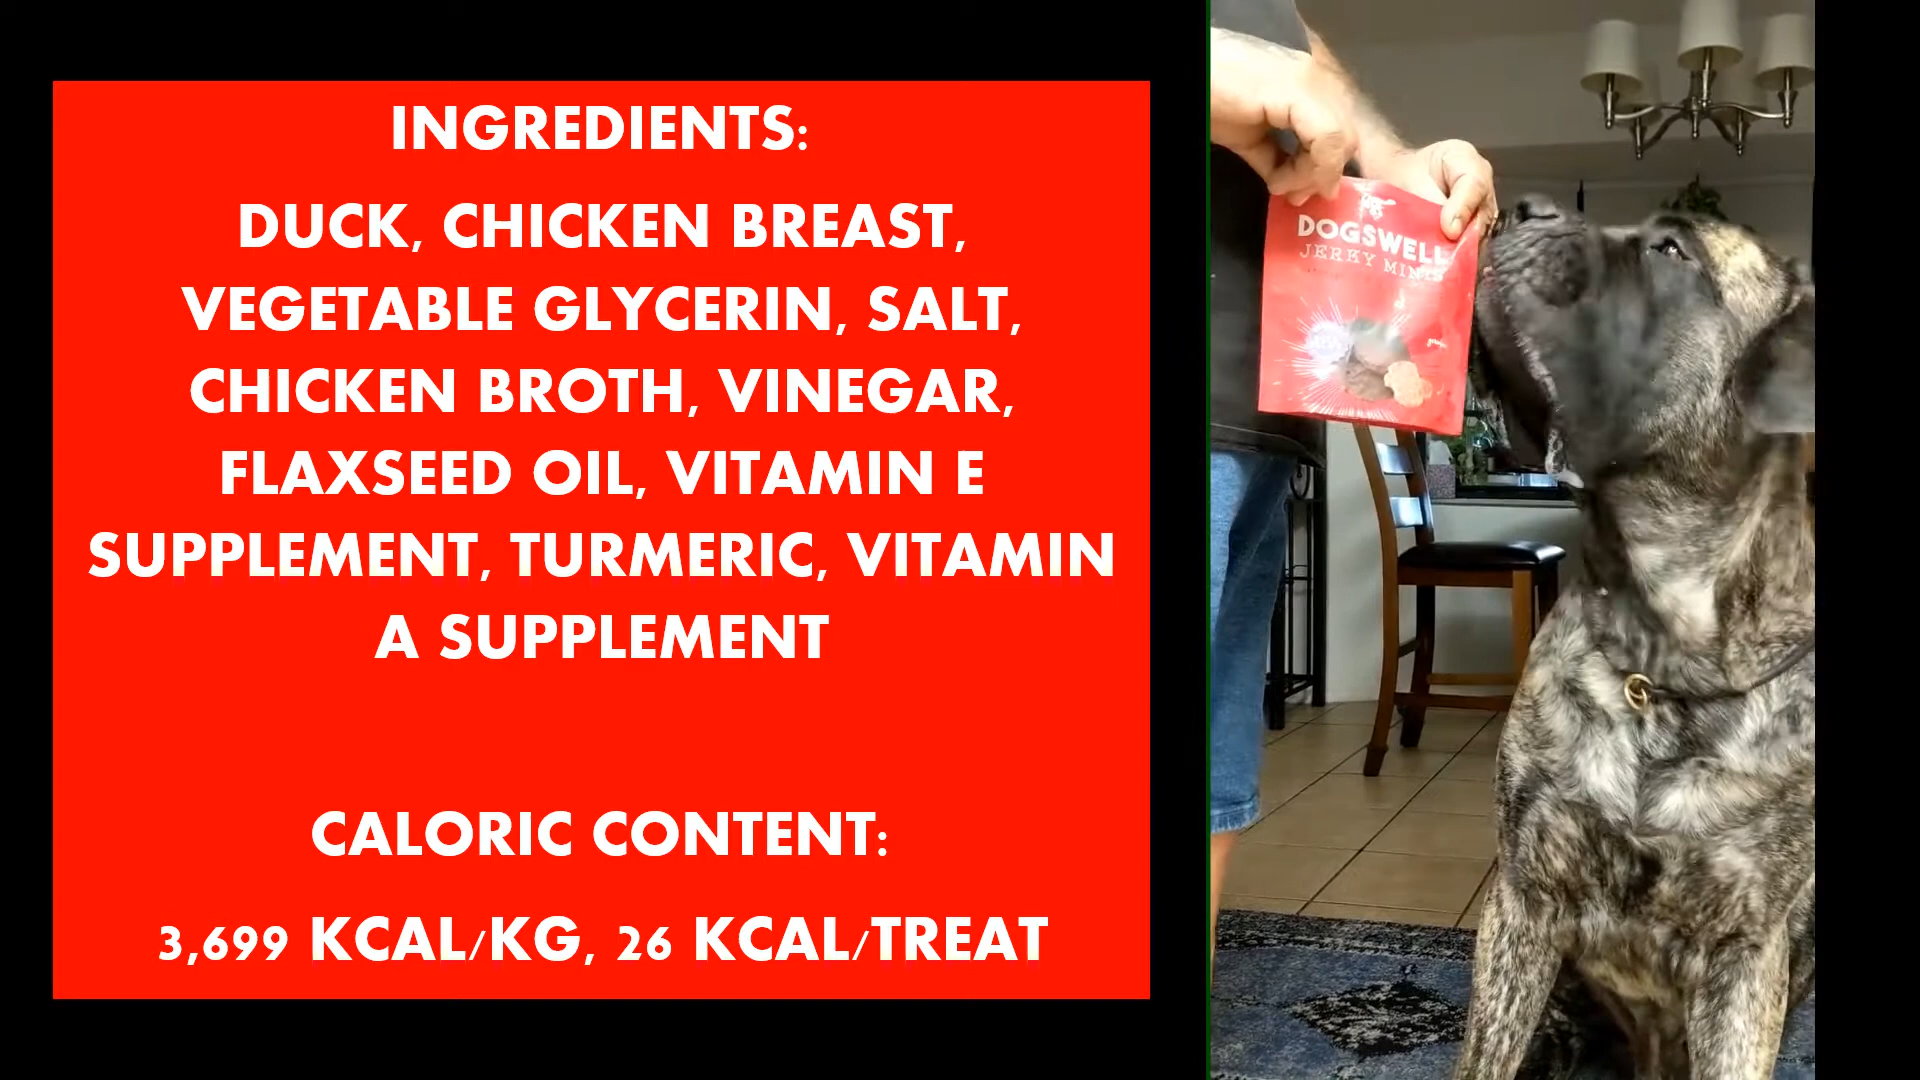 INGREDIENTS:
DUCK, CHICKEN BREAST,
VEGETABLE GLYCERIN, SALT,
CHICKEN BROTH, VINEGAR,
FLAXSEED OIL, VITAMIN E
SUPPLEMENT, TURMERIC, VITAMIN
A SUPPLEMENT
CALORIC CONTENT:
3,699 KCAL/KG, 26 KCAL/TREAT
DOGSWELL
JERKY MINIS